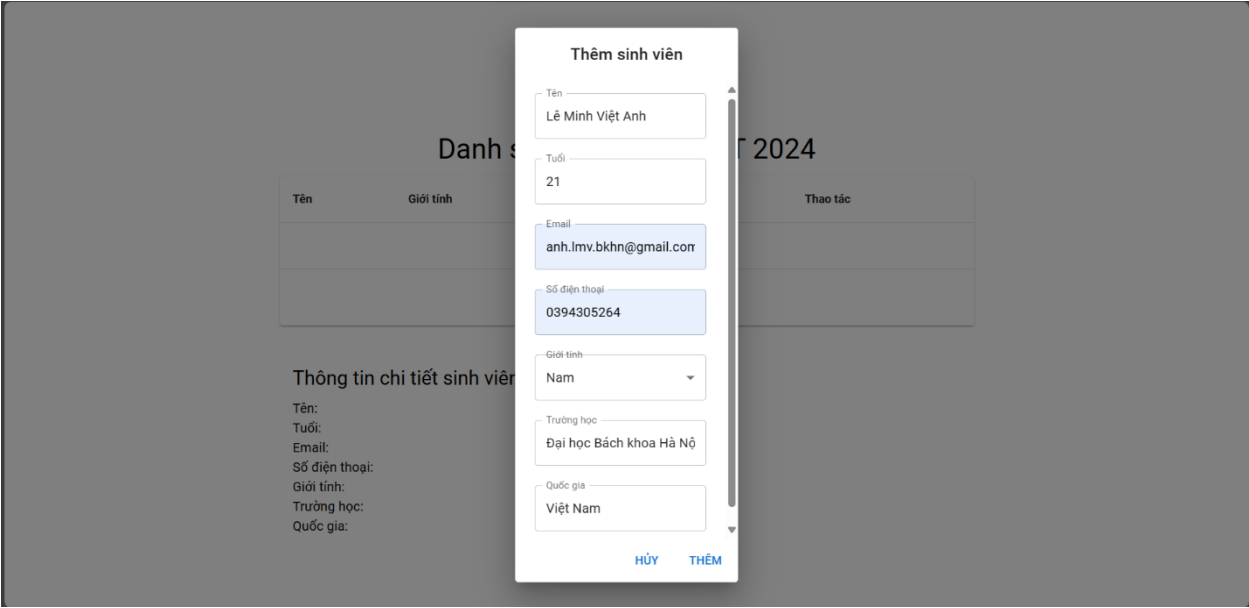 Thêm sinh viên
Tên
Lê Minh Việt Anh
Tuổi
21
Email
anh.lmv.bkhn@gmail.com
Số điện thoại
0394305264
Giới tính
Nam
Trường học
Đại học Bách khoa Hà Nộ
Quốc gia
Việt Nam
HỦY THÊM
Danh 2024
Tên Giới tính Thao tác
Thông tin chi tiết sinh viên
Tên:
Tuổi:
Email:
Số điện thoại:
Giới tính:
Trường học:
Quốc gia: